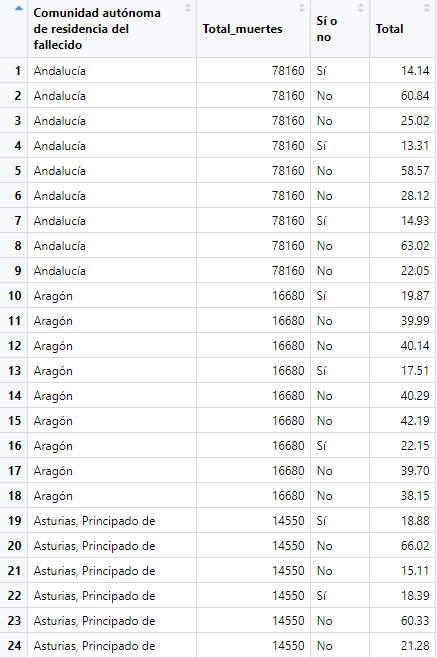 Comunidad autónoma de residencia del fallecido Total_muertes Sí o no Total
1 Andalucía 78160 Sí 14.14
2 Andalucía 78160 No 60.84
3 Andalucía 78160 No 25.02
4 Andalucía 78160 Sí 13.31
5 Andalucía 78160 No 58.57
6 Andalucía 78160 No 28.12
7 Andalucía 78160 Sí 14.93
8 Andalucía 78160 No 63.02
9 Andalucía 78160 No 22.05
10 Aragón 16680 Sí 19.87
11 Aragón 16680 No 39.99
12 Aragón 16680 No 40.14
13 Aragón 16680 Sí 17.51
14 Aragón 16680 No 40.29
15 Aragón 16680 No 42.19
16 Aragón 16680 Sí 22.15
17 Aragón 16680 No 39.70
18 Aragón 16680 No 38.15
19 Asturias, Principado de 14550 Sí 18.88
20 Asturias, Principado de 14550 No 66.02
21 Asturias, Principado de 14550 No 15.11
22 Asturias, Principado de 14550 Sí 18.39
23 Asturias, Principado de 14550 No 60.33
24 Asturias, Principado de 14550 No 21.28